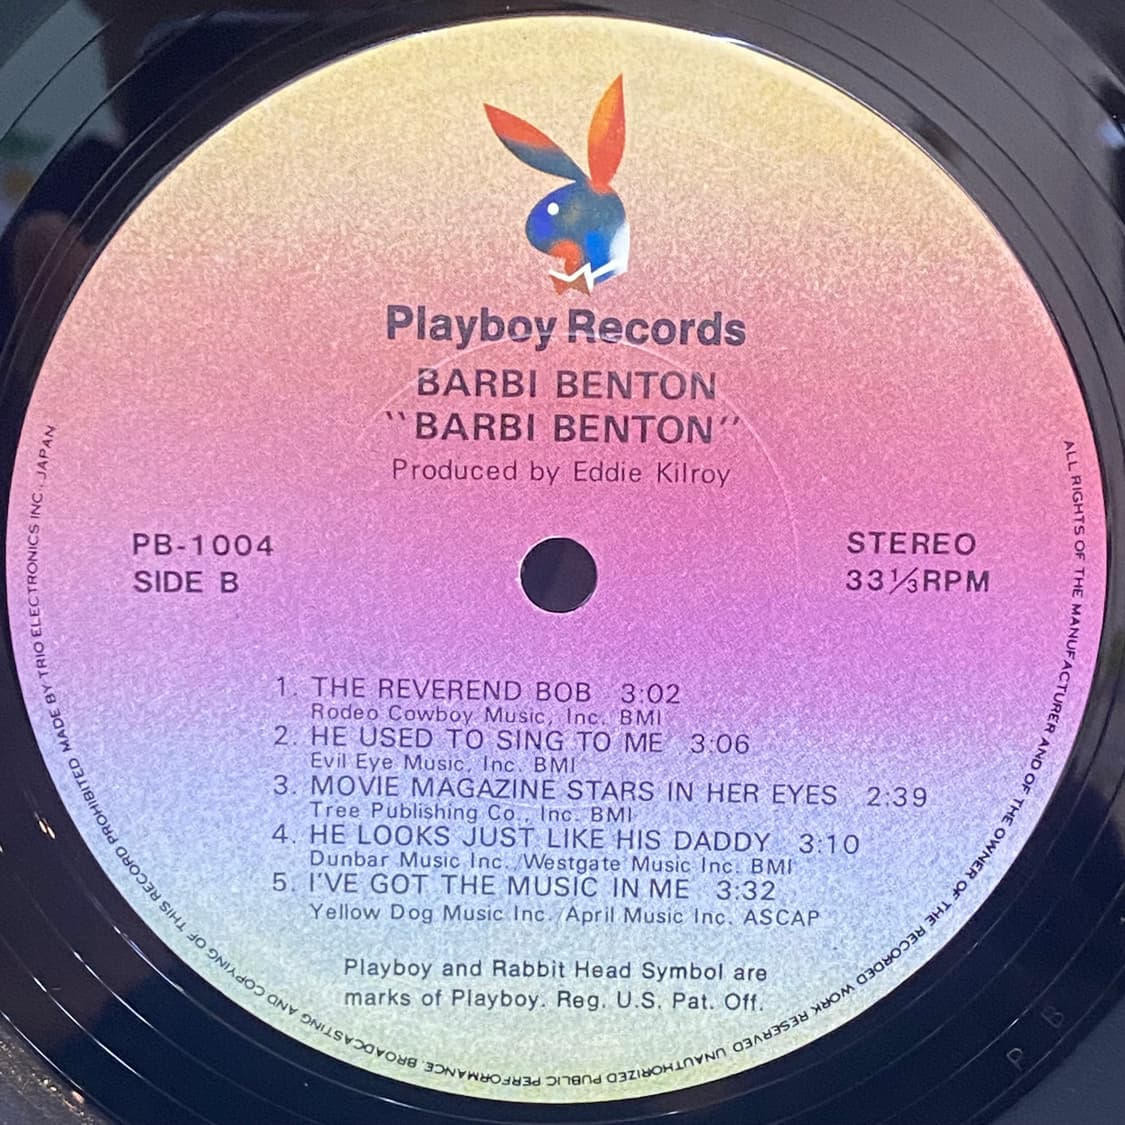 Playboy Records
BARBI BENTON
"BARBI BENTON"
Produced by Eddie Kilroy
PB-1004
SIDE B
STEREO
33 1/3 RPM
1. THE REVEREND BOB 3:02
Rodeo Cowboy Music, Inc. BMI
2. HE USED TO SING TO ME 3:06
Evil Eye Music, Inc. BMI
3. MOVIE MAGAZINE STARS IN HER EYES 2:39
Tree Publishing Co., Inc. BMI
4. HE LOOKS JUST LIKE HIS DADDY 3:10
Dunbar Music Inc./Westgate Music Inc. BMI
5. I'VE GOT THE MUSIC IN ME 3:32
Yellow Dog Music Inc./April Music Inc. ASCAP
Playboy and Rabbit Head Symbol are
marks of Playboy. Reg. U.S. Pat. Off.
ALL RIGHTS OF THE MANUFACTURER AND OF THE OWNER OF THE RECORDED WORK RESERVED UNAUTHORIZED PUBLIC PERFORMANCE, BROADCASTING AND COPYING OF THIS RECORD PROHIBITED MADE BY TRIO ELECTRONICS INC., JAPAN
P B